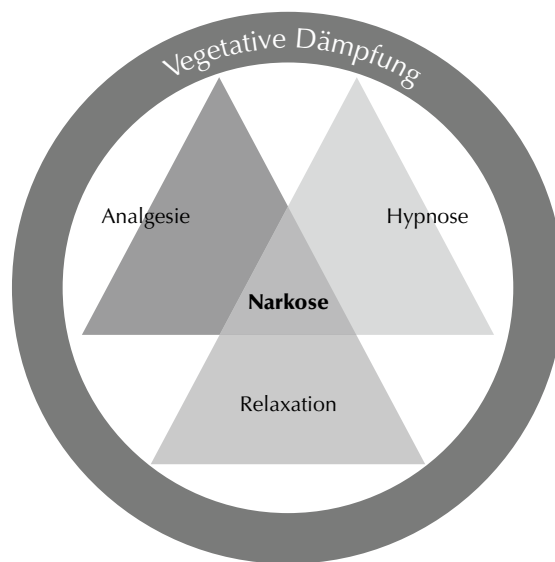 Vegetative Dämpfung
Analgesie
Hypnose
Narkose
Relaxation